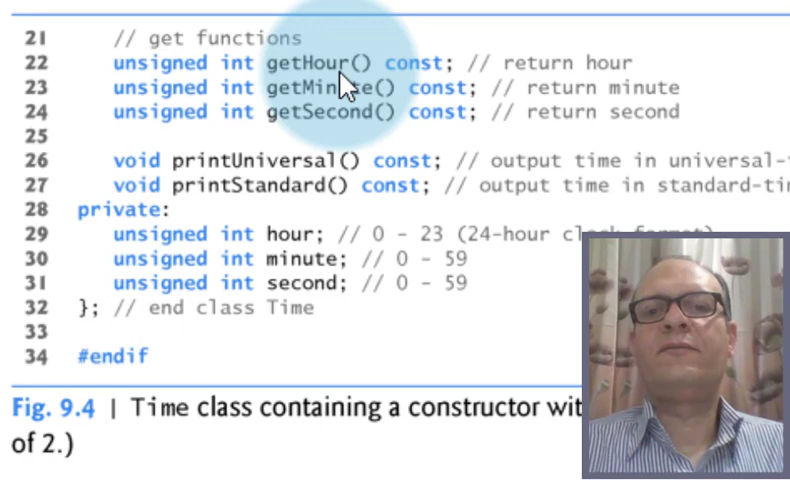 21 // get functions
22 unsigned int getHour() const; // return hour
23 unsigned int getMinute() const; // return minute
24 unsigned int getSecond() const; // return second
25
26 void printUniversal() const; // output time in universal-
27 void printStandard() const; // output time in standard-
28 private:
29 unsigned int hour; // 0 - 23 (24-hour clock format)
30 unsigned int minute; // 0 - 59
31 unsigned int second; // 0 - 59
32 }; // end class Time
33
34 #endif
Fig. 9.4 | Time class containing a constructor
of 2.)